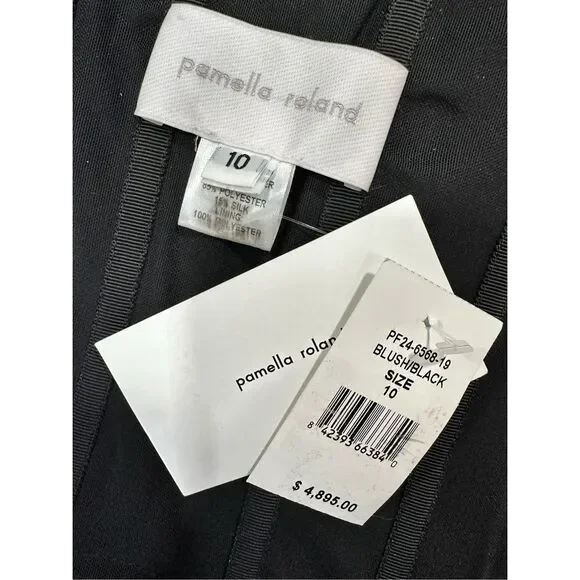 pamella roland
10
85% POLYESTER
15% SILK
LINING
100% POLYESTER
pamella roland
PF24-6568-19
BLUSH/BLACK
SIZE
10
8 42393 66384 0
$ 4,895.00